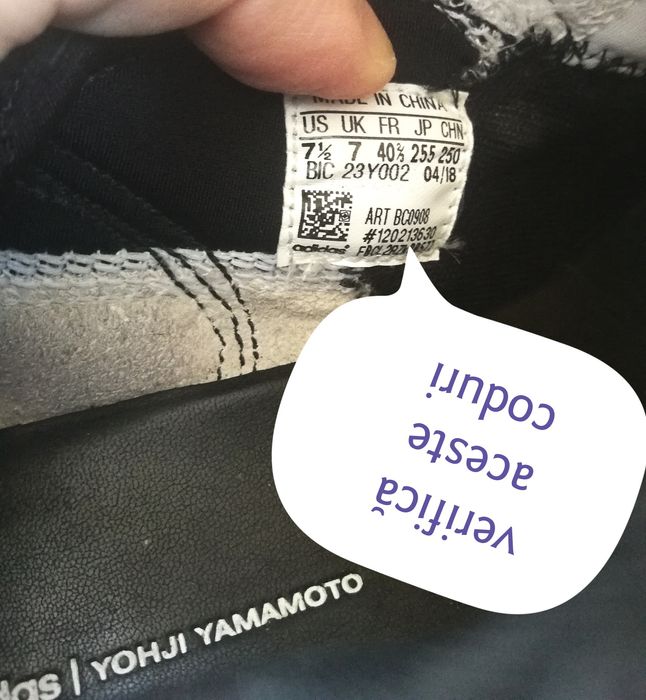 MADE IN CHINA
US UK FR JP CHN
7½ 7 40⅔ 255 250
BIC 23Y002 04/18
ART BC0908
#120213630
adidas
verifică
aceste
coduri
| YOHJI YAMAMOTO